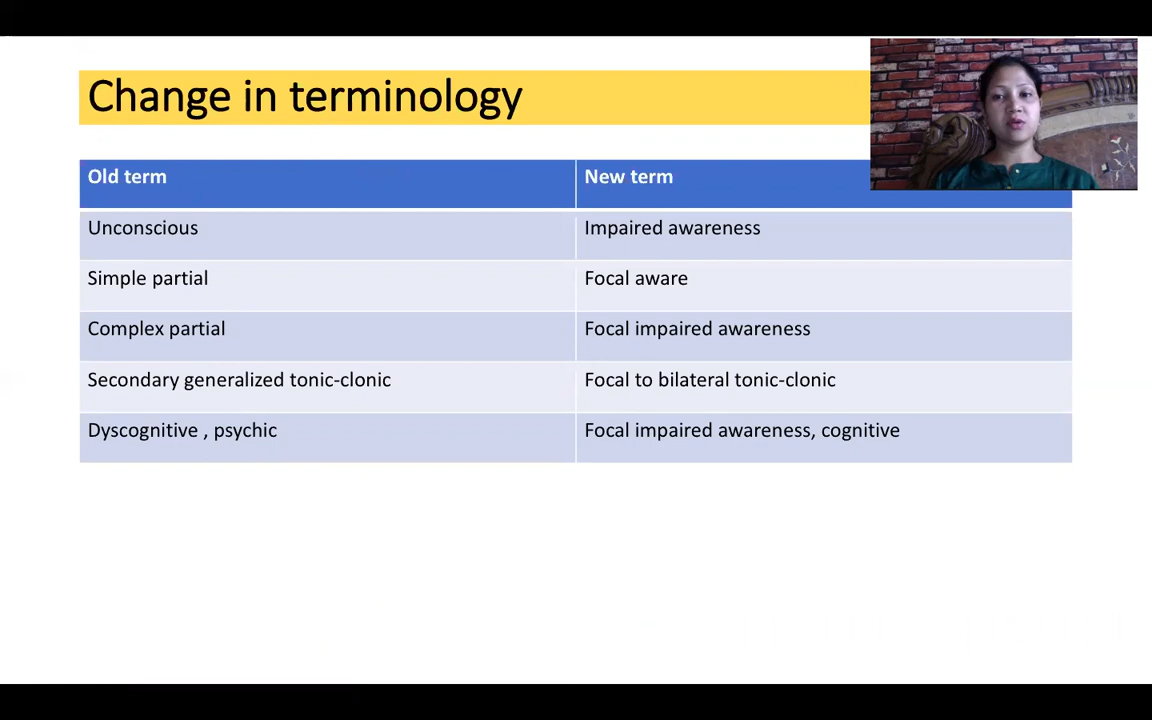 Change in terminology
Old term New term
Unconscious Impaired awareness
Simple partial Focal aware
Complex partial Focal impaired awareness
Secondary generalized tonic-clonic Focal to bilateral tonic-clonic
Dyscognitive , psychic Focal impaired awareness, cognitive